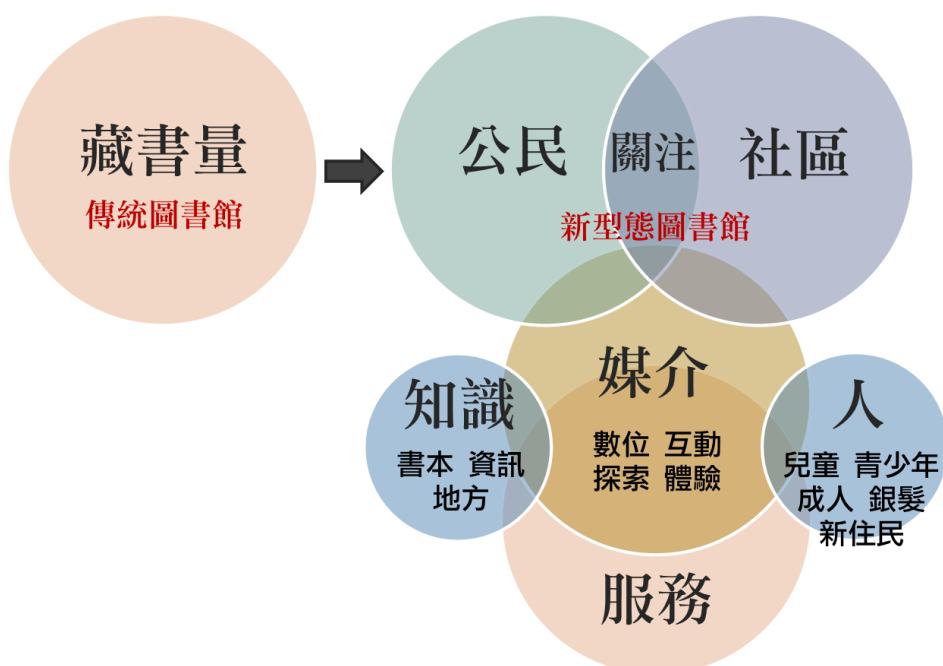 藏書量
傳統圖書館
公民
關注
社區
新型態圖書館
媒介
數位 互動
探索 體驗
知識
書本 資訊
地方
人
兒童 青少年
成人 銀髮
新住民
服務